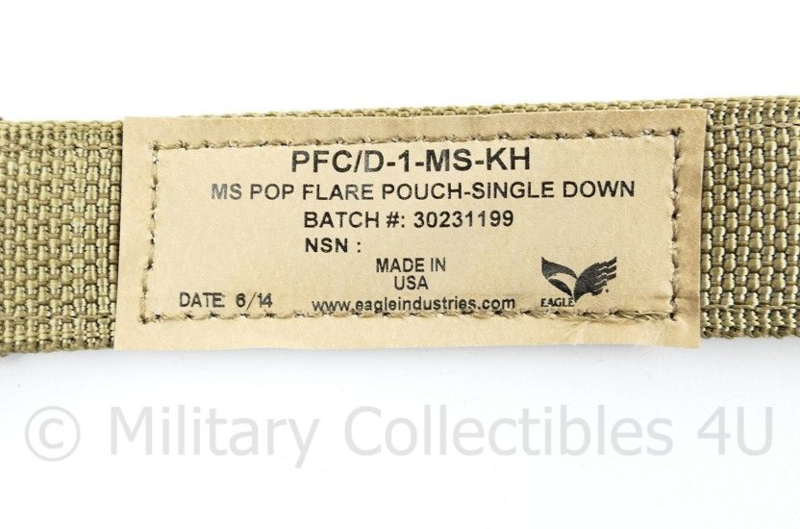 PFC/D-1-MS-KH
MS POP FLARE POUCH-SINGLE DOWN
BATCH #: 30231199
NSN :
MADE IN
USA
DATE: 6/14
www.eagleindustries.com
EAGLE
© Military Collectibles 4U